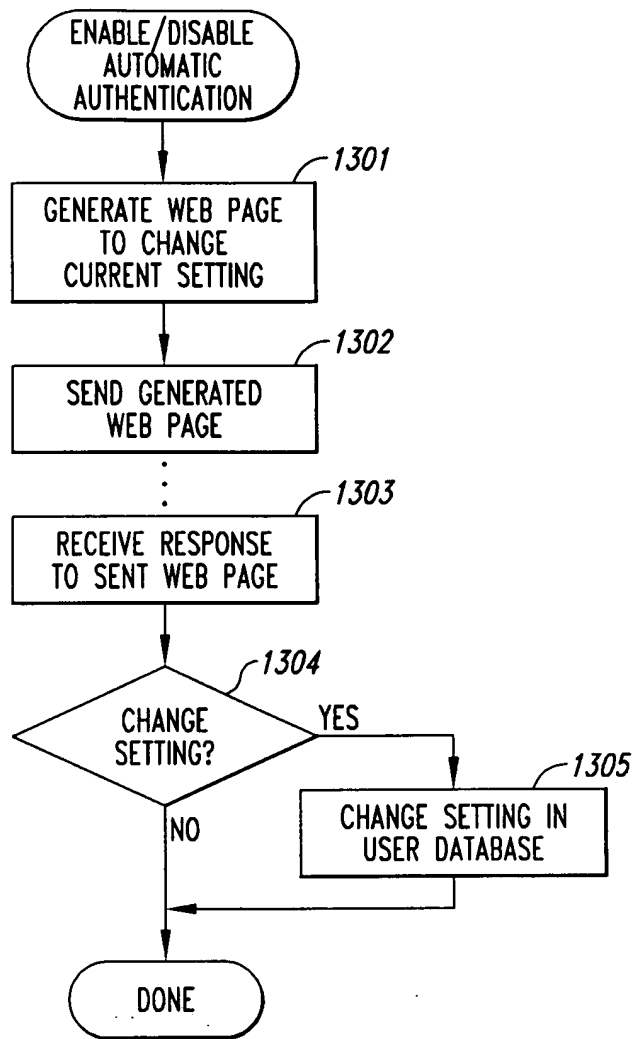 ENABLE/DISABLE
AUTOMATIC
AUTHENTICATION
1301
GENERATE WEB PAGE
TO CHANGE
CURRENT SETTING
1302
SEND GENERATED
WEB PAGE
1303
RECEIVE RESPONSE
TO SENT WEB PAGE
1304
CHANGE
SETTING?
YES
1305
CHANGE SETTING IN
USER DATABASE
NO
DONE